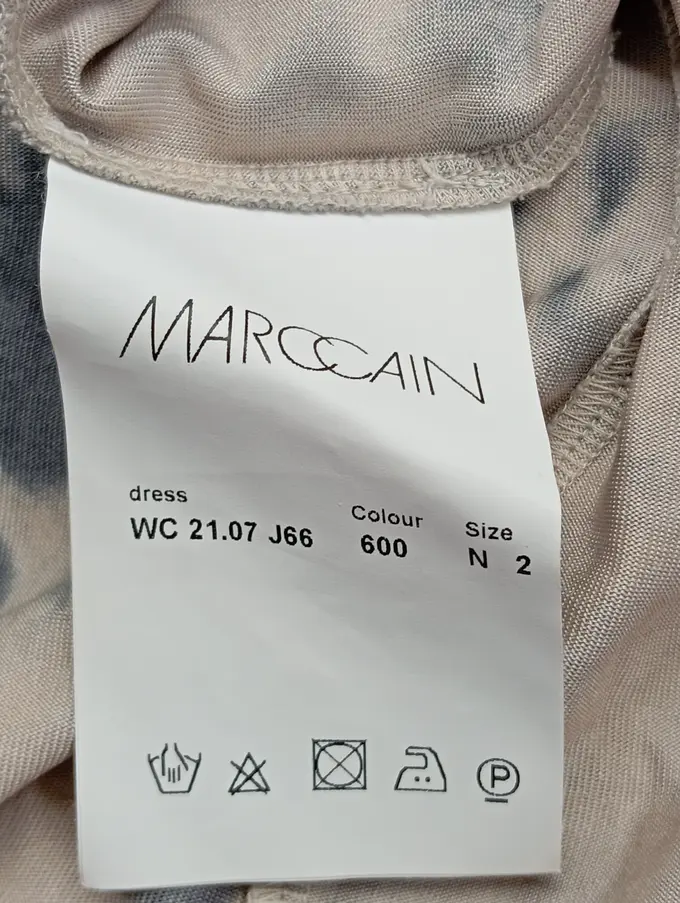 MARCCAIN
dress Colour Size
WC 21.07 J66 600 N 2
P